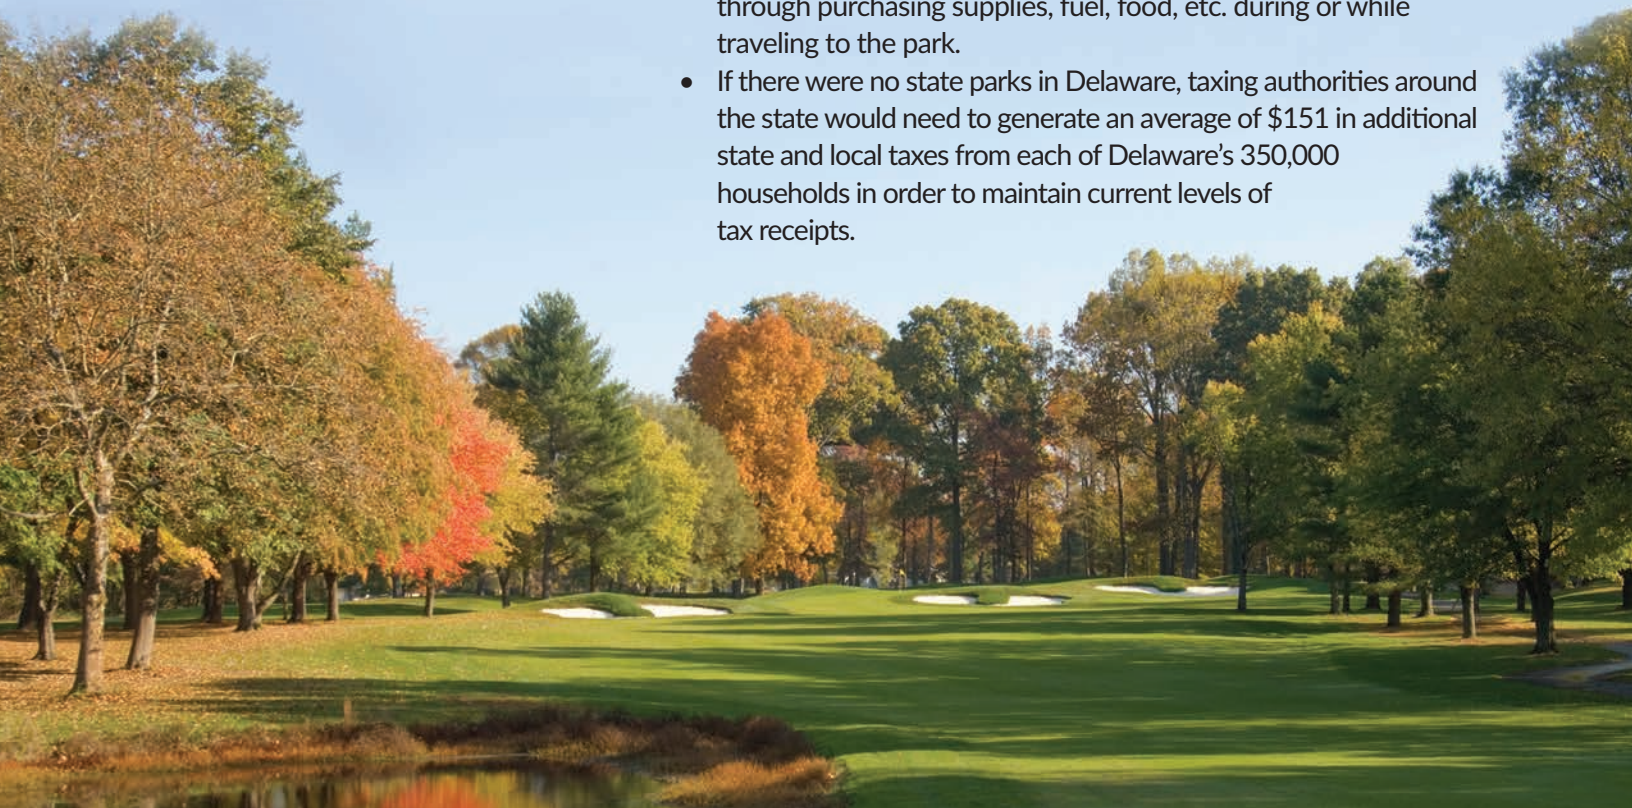 through purchasing supplies, fuel, food, etc. during or while
traveling to the park.
• If there were no state parks in Delaware, taxing authorities around
the state would need to generate an average of $151 in additional
state and local taxes from each of Delaware’s 350,000
households in order to maintain current levels of
tax receipts.